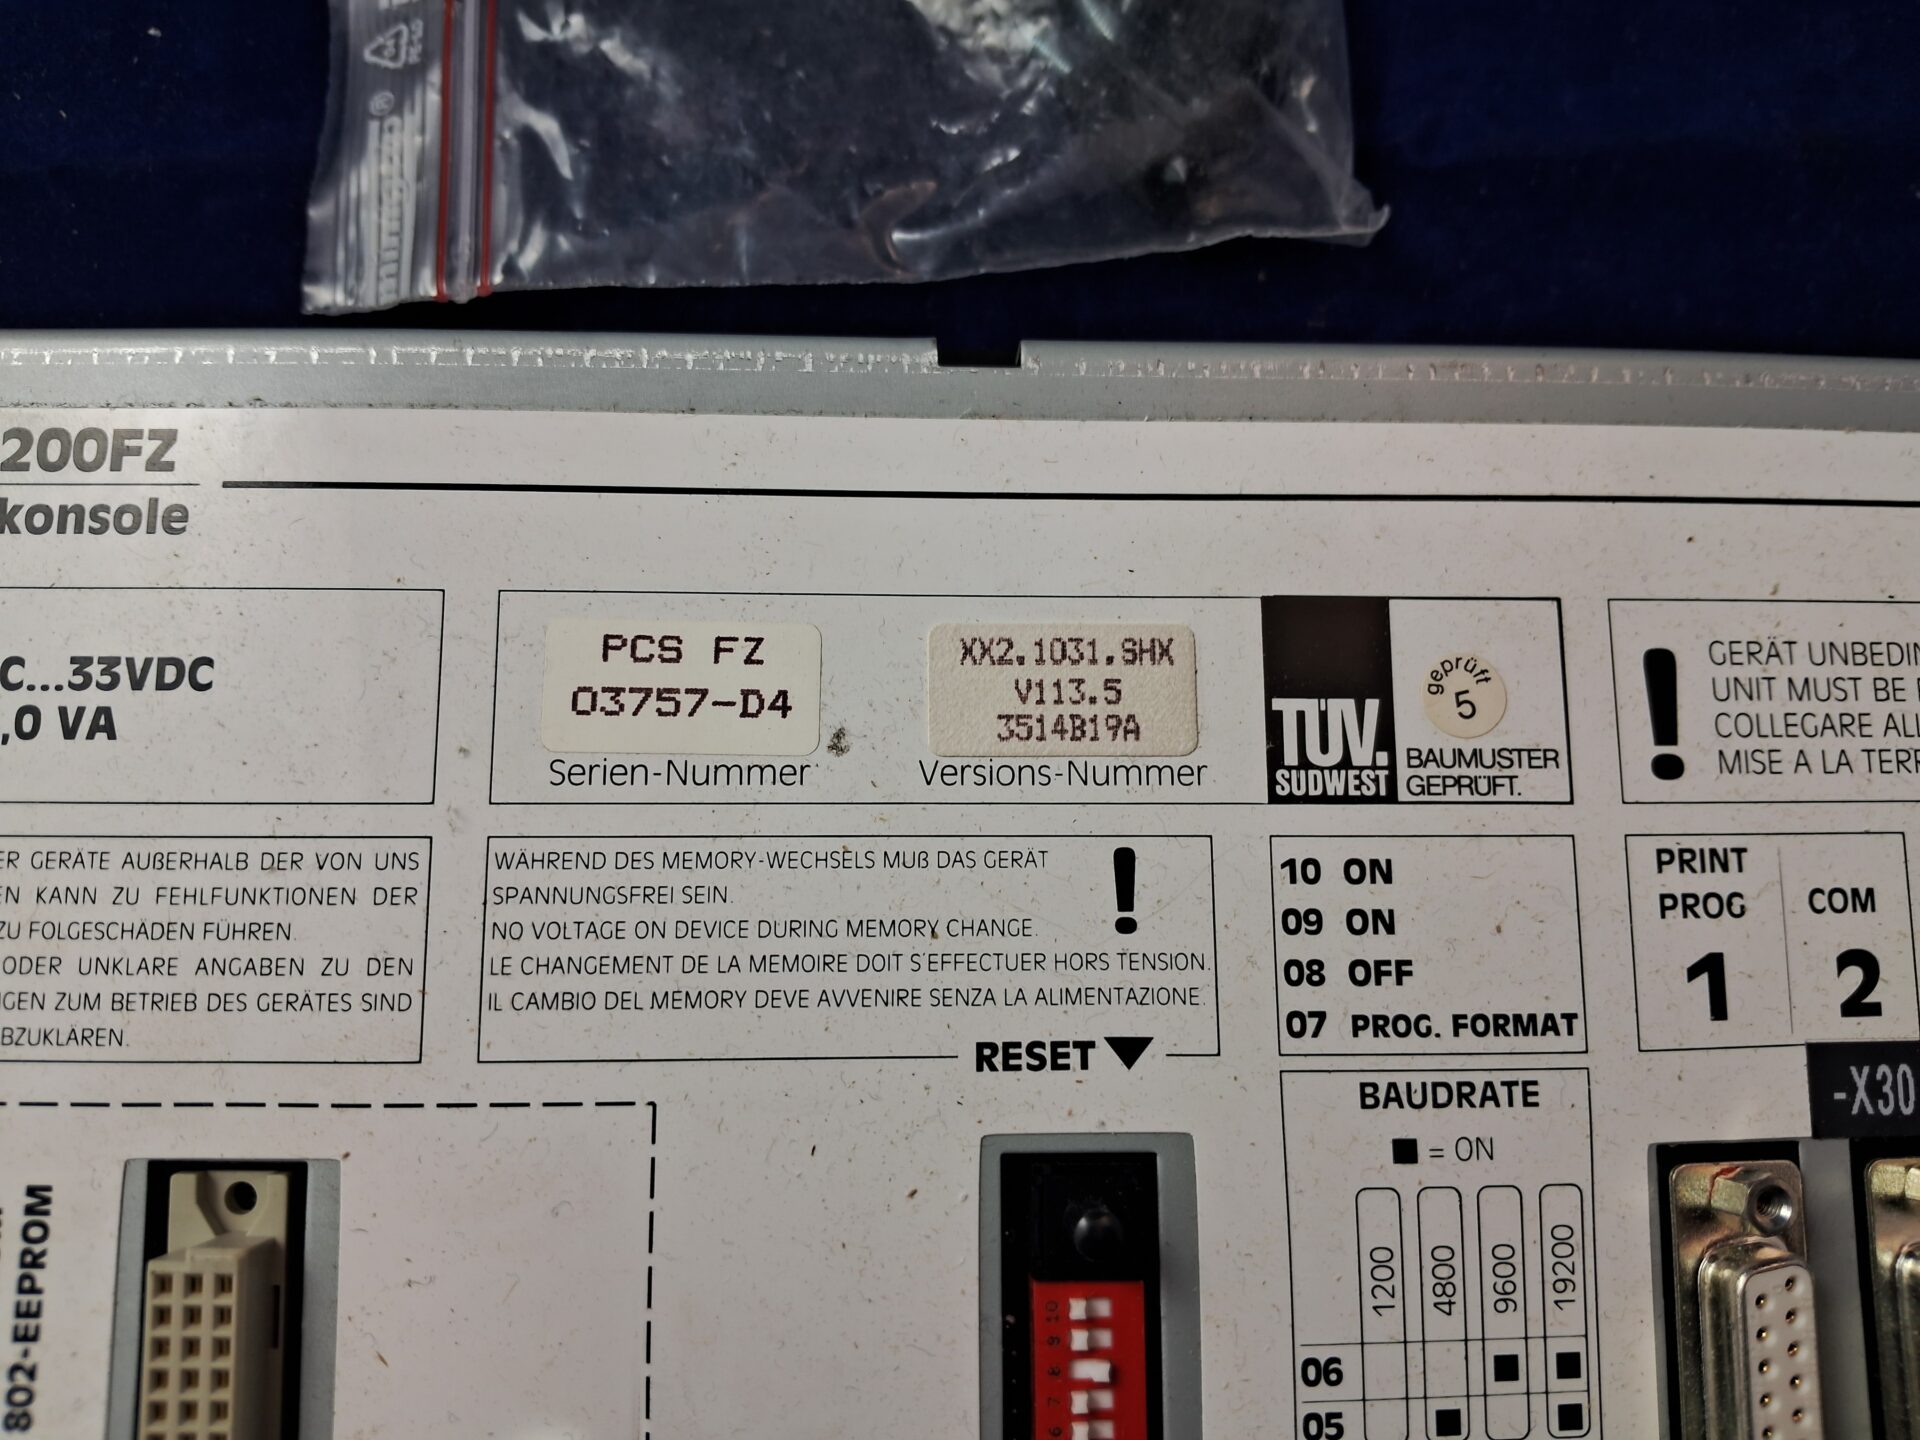 200FZ
konsole
C...33VDC
,0 VA
PCS FZ
03757-D4
Serien-Nummer
XX2.1031.SHX
V113.5
3514B19A
Versions-Nummer
TÜV.
SÜDWEST
geprüft
5
BAUMUSTER
GEPRÜFT.
!
GERÄT UNBEDIN
UNIT MUST BE
COLLEGARE ALL
MISE A LA TERR
ER GERÄTE AUßERHALB DER VON UNS
EN KANN ZU FEHLFUNKTIONEN DER
ZU FOLGESCHÄDEN FÜHREN.
ODER UNKLARE ANGABEN ZU DEN
GEN ZUM BETRIEB DES GERÄTES SIND
BZUKLÄREN.
WÄHREND DES MEMORY-WECHSELS MUß DAS GERÄT
SPANNUNGSFREI SEIN.
NO VOLTAGE ON DEVICE DURING MEMORY CHANGE.
LE CHANGEMENT DE LA MEMOIRE DOIT S'EFFECTUER HORS TENSION.
IL CAMBIO DEL MEMORY DEVE AVVENIRE SENZA LA ALIMENTAZIONE.
!
RESET
10 ON
09 ON
08 OFF
07 PROG. FORMAT
PRINT
PROG
1
COM
2
-X30
BAUDRATE
= ON
1200
4800
9600
19200
06
05
802-EEPROM
10
9
8
7
6